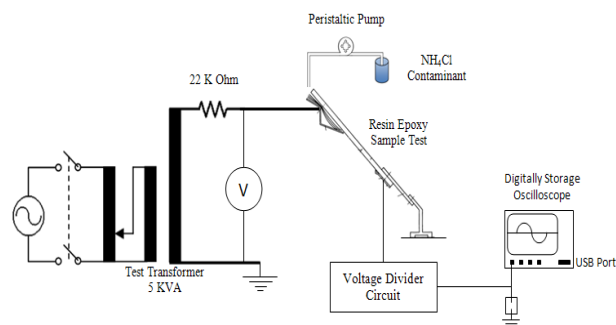 Peristaltic Pump
NH₄Cl
Contaminant
22 K Ohm
Resin Epoxy
Sample Test
V
Digitally Storage
Oscilloscope
USB Port
Test Transformer
5 KVA
Voltage Divider
Circuit